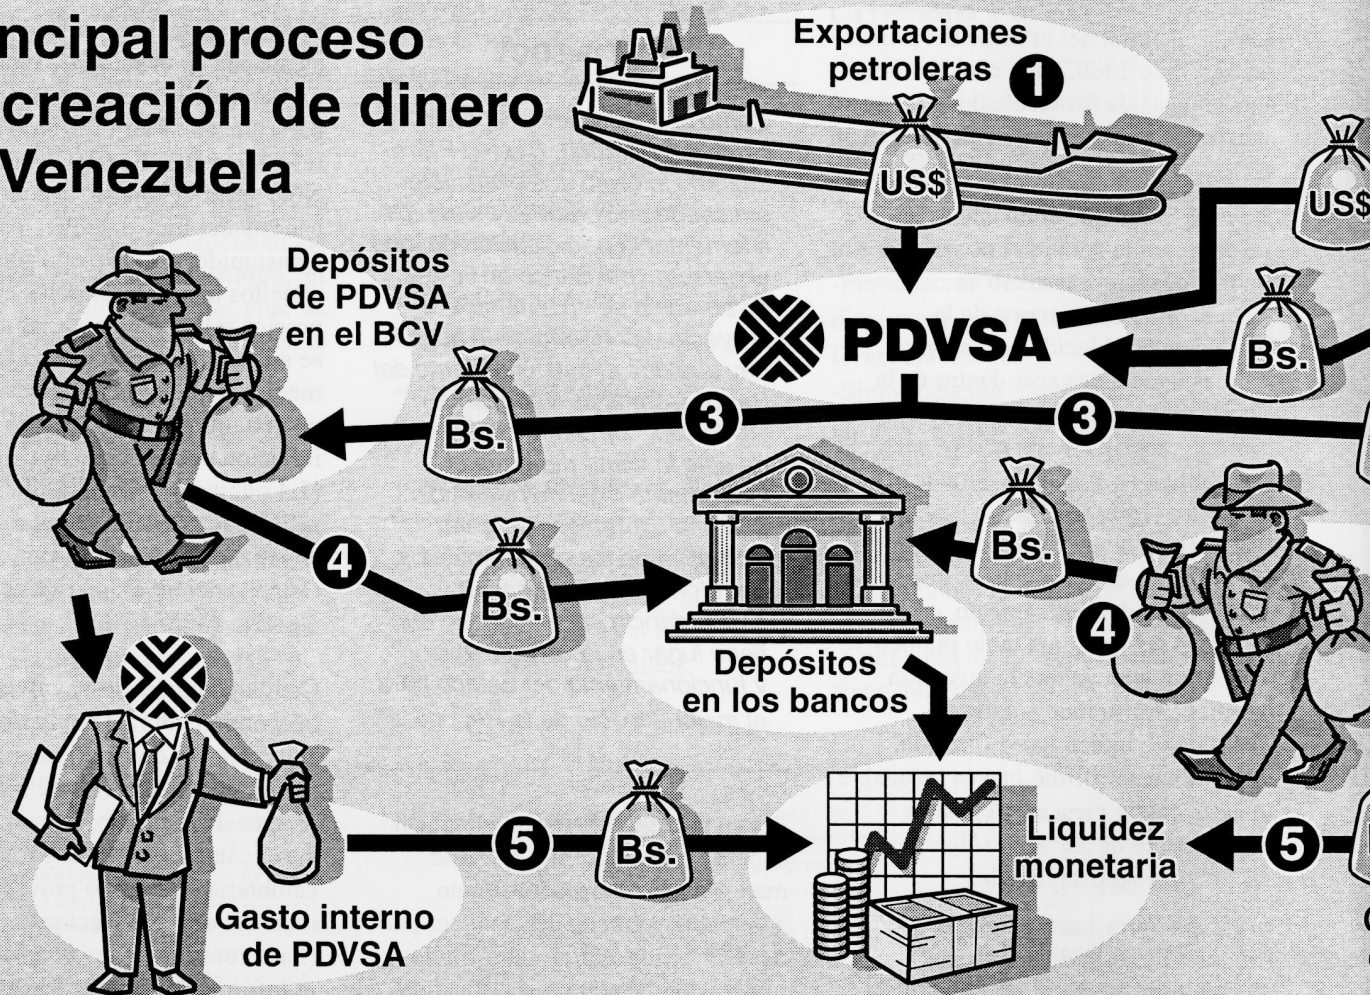 ncipal proceso
creación de dinero
Venezuela
Exportaciones
petroleras 1
US$
US$
Depósitos
de PDVSA
en el BCV
PDVSA
Bs.
Bs.
3
3
Bs.
4
Bs.
4
Depósitos
en los bancos
5
Bs.
Liquidez
monetaria
5
Gasto interno
de PDVSA